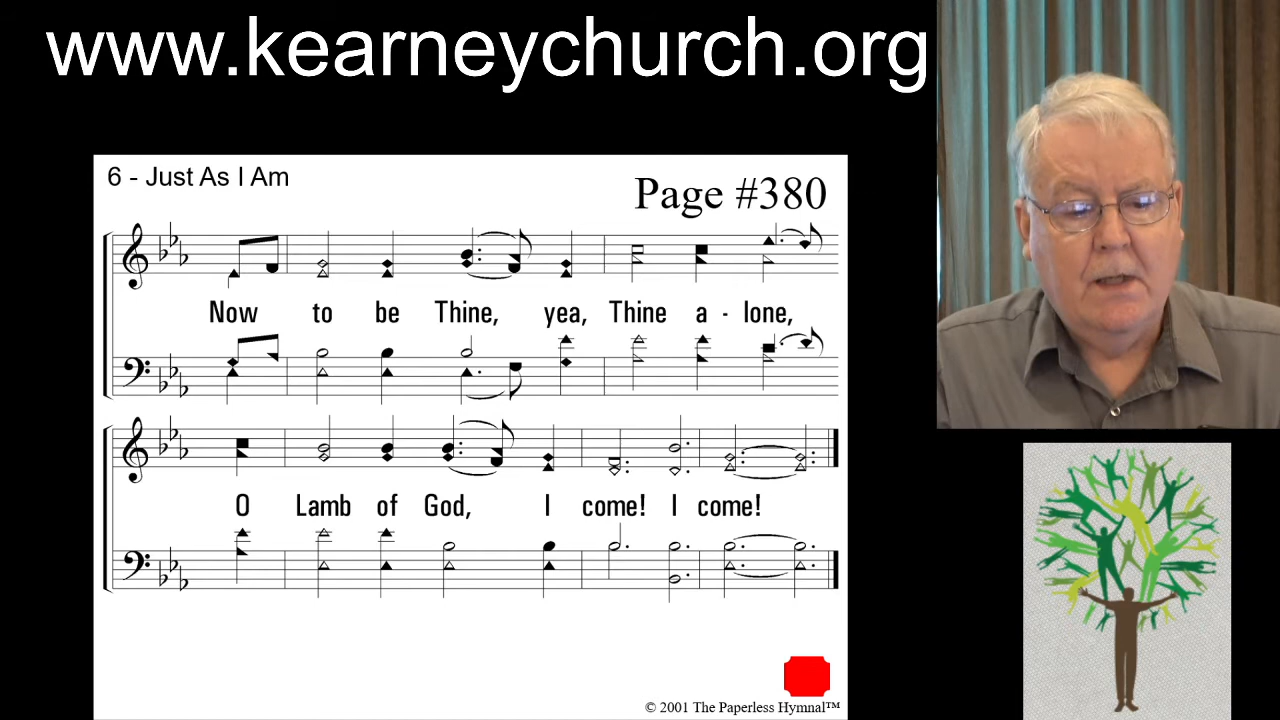 www.kearneychurch.org
6 - Just As I Am
Page #380
Now to be Thine, yea, Thine a - lone,
O Lamb of God, I come! I come!
© 2001 The Paperless Hymnal™